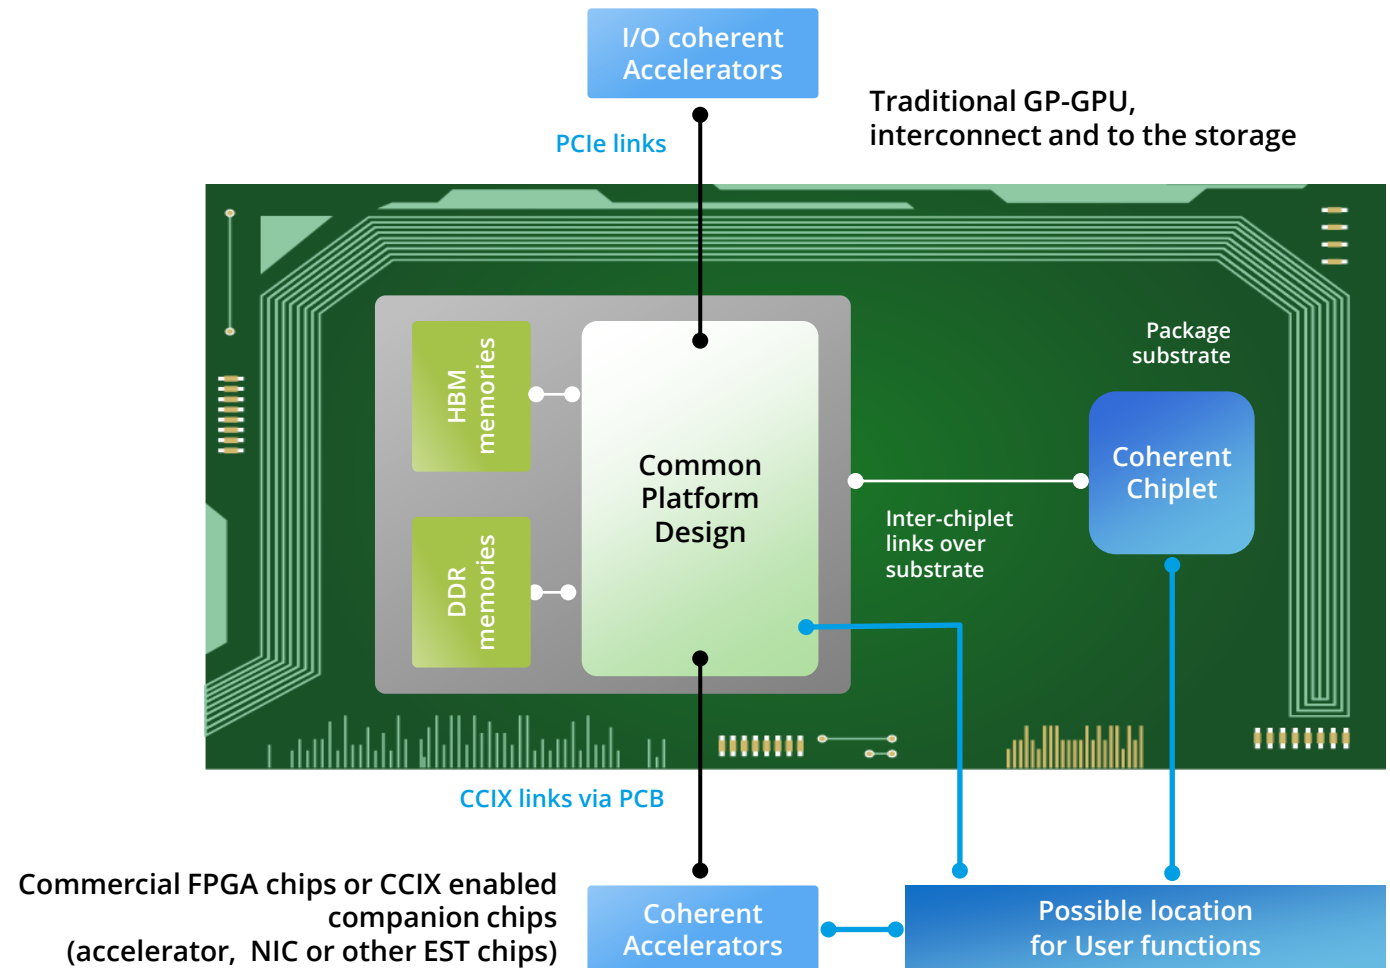 I/O coherent
Accelerators
PCIe links
Traditional GP-GPU,
interconnect and to the storage
HBM
memories
DDR
memories
Common
Platform
Design
Package
substrate
Coherent
Chiplet
Inter-chiplet
links over
substrate
CCIX links via PCB
Commercial FPGA chips or CCIX enabled
companion chips
(accelerator, NIC or other EST chips)
Coherent
Accelerators
Possible location
for User functions